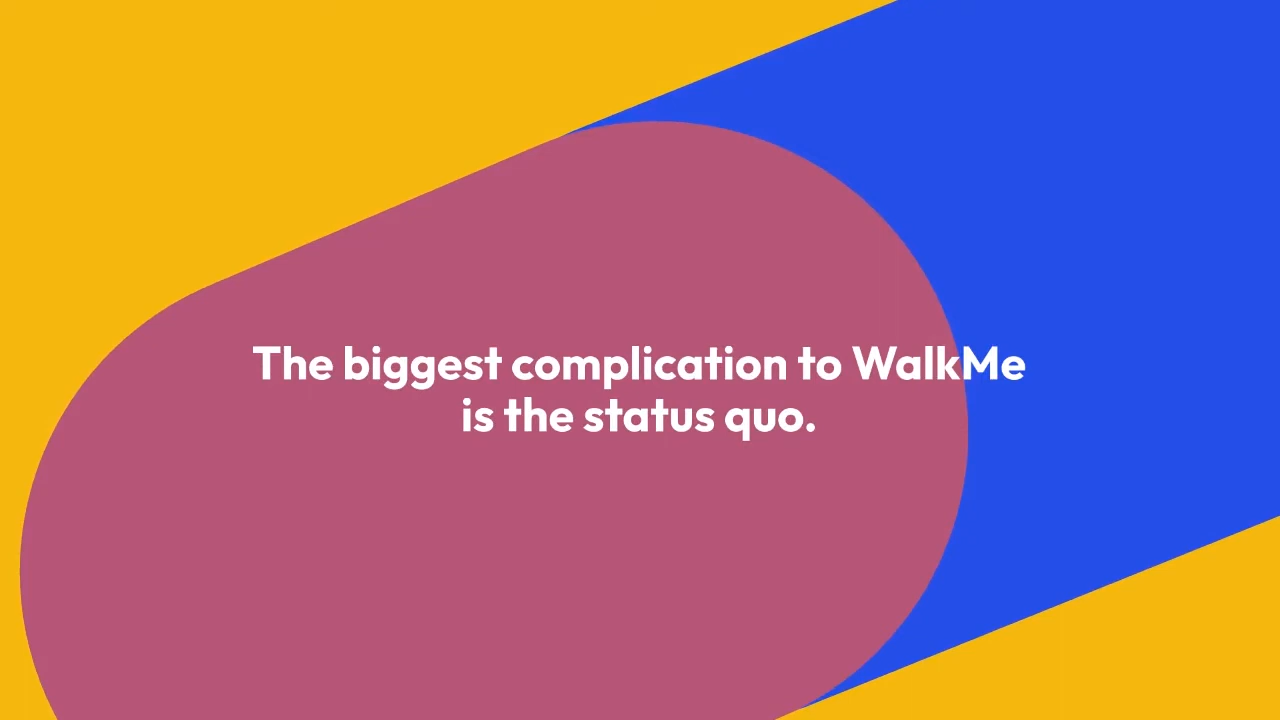 The biggest complication to WalkMe
is the status quo.